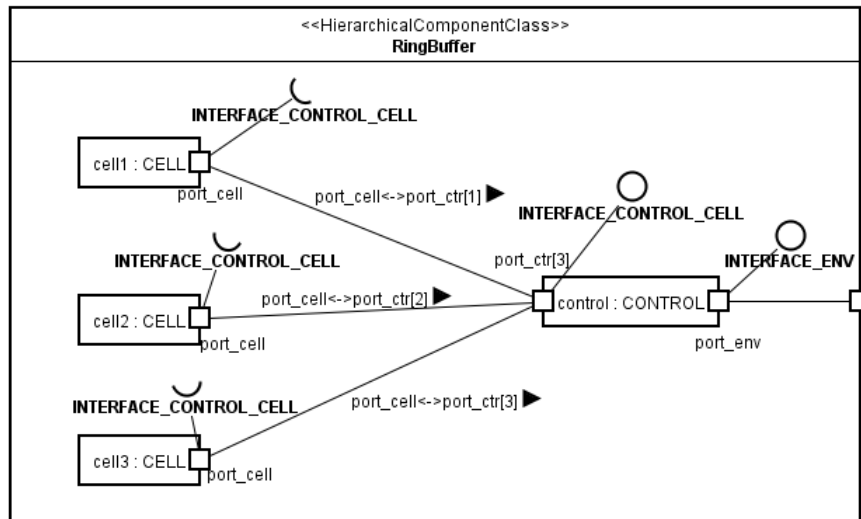 <<HierarchicalComponentClass>>
RingBuffer
INTERFACE_CONTROL_CELL
cell1 : CELL
port_cell
port_cell<->port_ctr[1]
INTERFACE_CONTROL_CELL
INTERFACE_CONTROL_CELL
INTERFACE_ENV
port_ctr[3]
port_cell<->port_ctr[2]
cell2 : CELL
control : CONTROL
port_cell
port_env
INTERFACE_CONTROL_CELL
port_cell<->port_ctr[3]
cell3 : CELL
port_cell